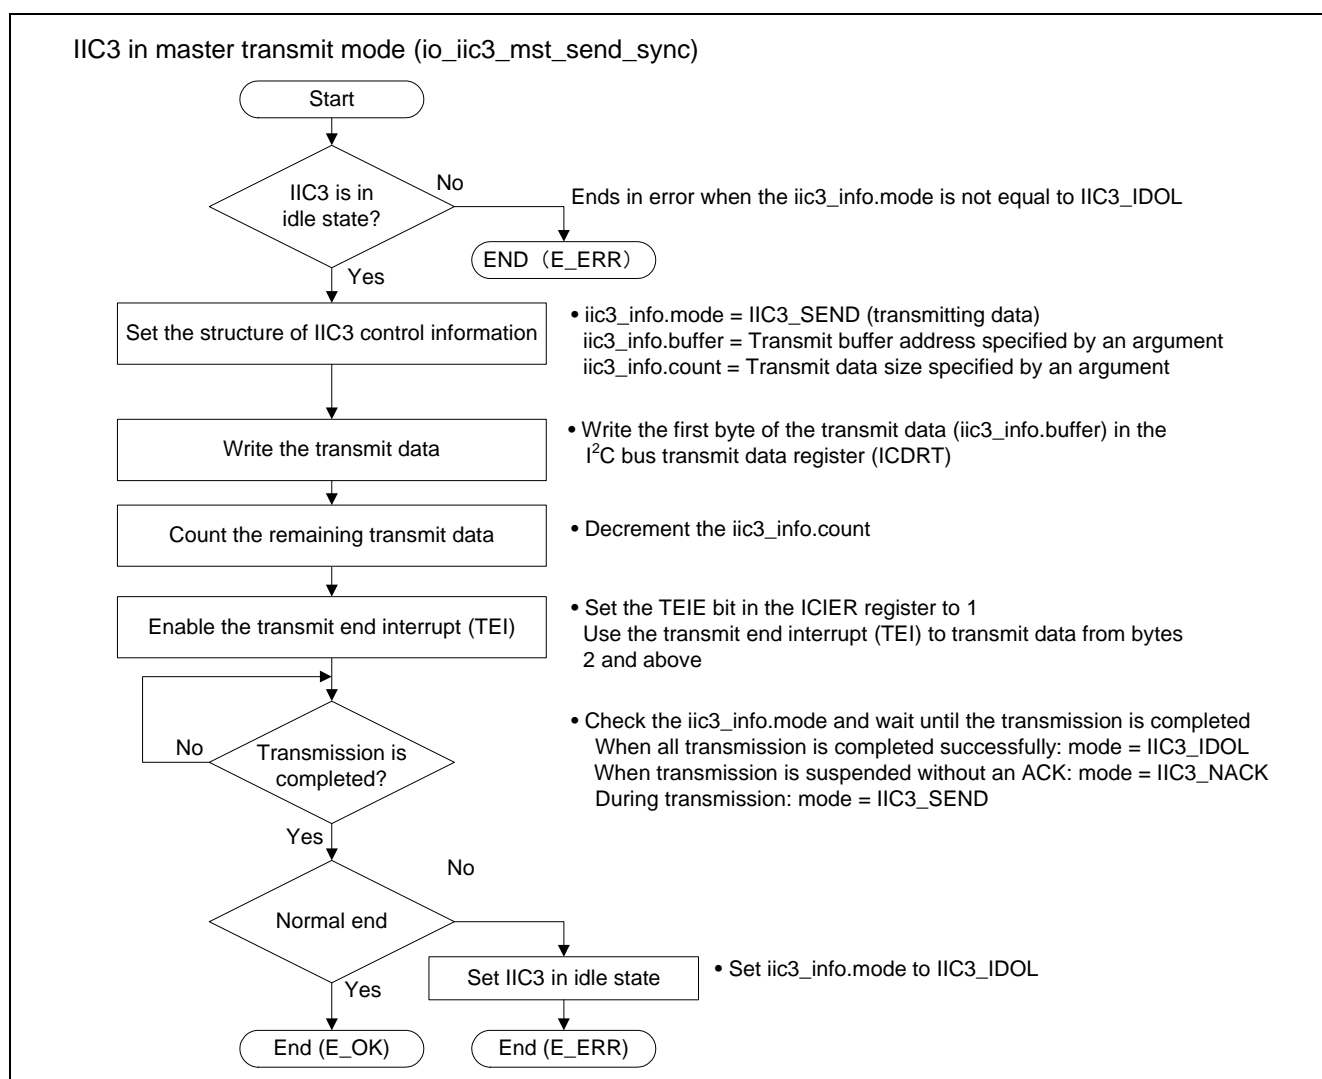 IIC3 in master transmit mode (io_iic3_mst_send_sync)
Start
IIC3 is in
idle state?
No
Ends in error when the iic3_info.mode is not equal to IIC3_IDOL
END（E_ERR）
Yes
Set the structure of IIC3 control information
• iic3_info.mode = IIC3_SEND (transmitting data)
iic3_info.buffer = Transmit buffer address specified by an argument
iic3_info.count = Transmit data size specified by an argument
Write the transmit data
• Write the first byte of the transmit data (iic3_info.buffer) in the
I²C bus transmit data register (ICDRT)
Count the remaining transmit data
• Decrement the iic3_info.count
Enable the transmit end interrupt (TEI)
• Set the TEIE bit in the ICIER register to 1
Use the transmit end interrupt (TEI) to transmit data from bytes
2 and above
No
Transmission is
completed?
• Check the iic3_info.mode and wait until the transmission is completed
When all transmission is completed successfully: mode = IIC3_IDOL
When transmission is suspended without an ACK: mode = IIC3_NACK
During transmission: mode = IIC3_SEND
Yes
No
Normal end
Set IIC3 in idle state
• Set iic3_info.mode to IIC3_IDOL
Yes
End (E_OK)
End (E_ERR)